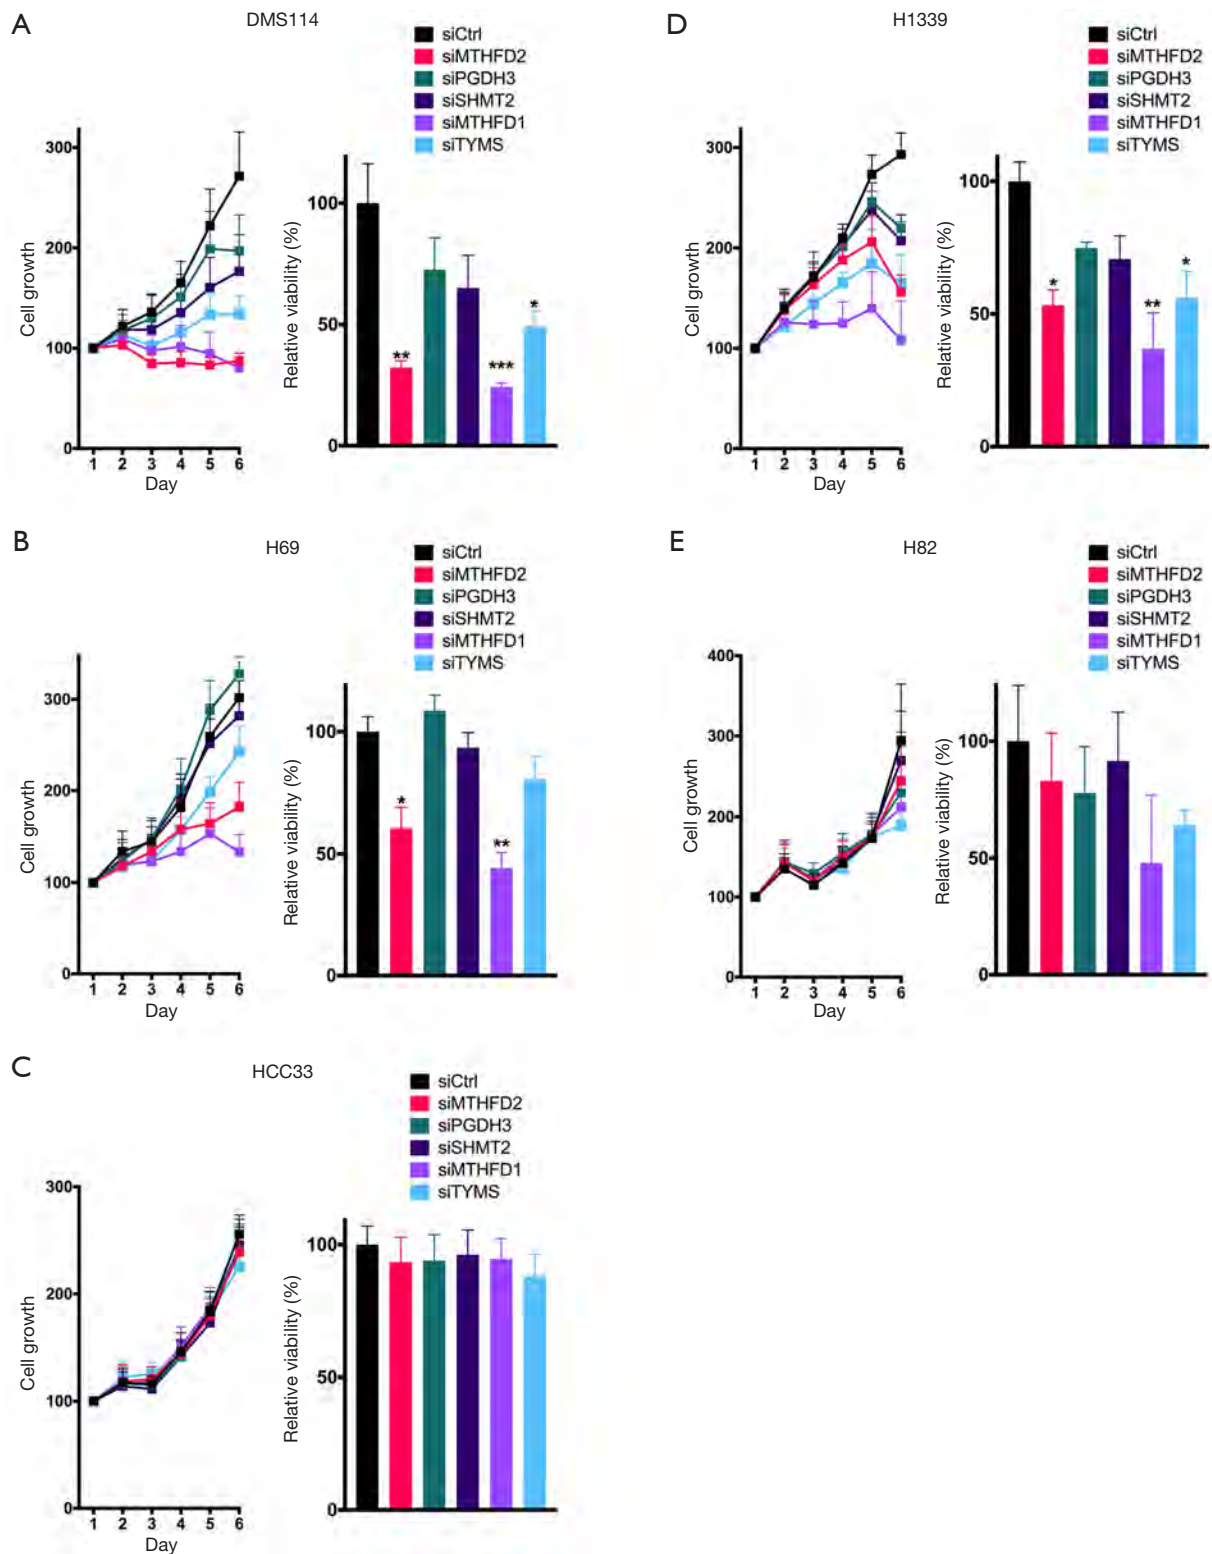 A
DMS114
siCtrl
siMTHFD2
siPGDH3
siSHMT2
siMTHFD1
siTYMS
Cell growth
300
200
100
0
1 2 3 4 5 6
Day
Relative viability (%)
100
50
0
**
***
*
D
H1339
siCtrl
siMTHFD2
siPGDH3
siSHMT2
siMTHFD1
siTYMS
Cell growth
300
200
100
0
1 2 3 4 5 6
Day
Relative viability (%)
100
50
0
*
**
*
B
H69
siCtrl
siMTHFD2
siPGDH3
siSHMT2
siMTHFD1
siTYMS
Cell growth
300
200
100
0
1 2 3 4 5 6
Day
Relative viability (%)
100
50
0
*
**
E
H82
siCtrl
siMTHFD2
siPGDH3
siSHMT2
siMTHFD1
siTYMS
Cell growth
400
300
200
100
0
1 2 3 4 5 6
Day
Relative viability (%)
100
50
0
C
HCC33
siCtrl
siMTHFD2
siPGDH3
siSHMT2
siMTHFD1
siTYMS
Cell growth
300
200
100
0
1 2 3 4 5 6
Day
Relative viability (%)
100
50
0